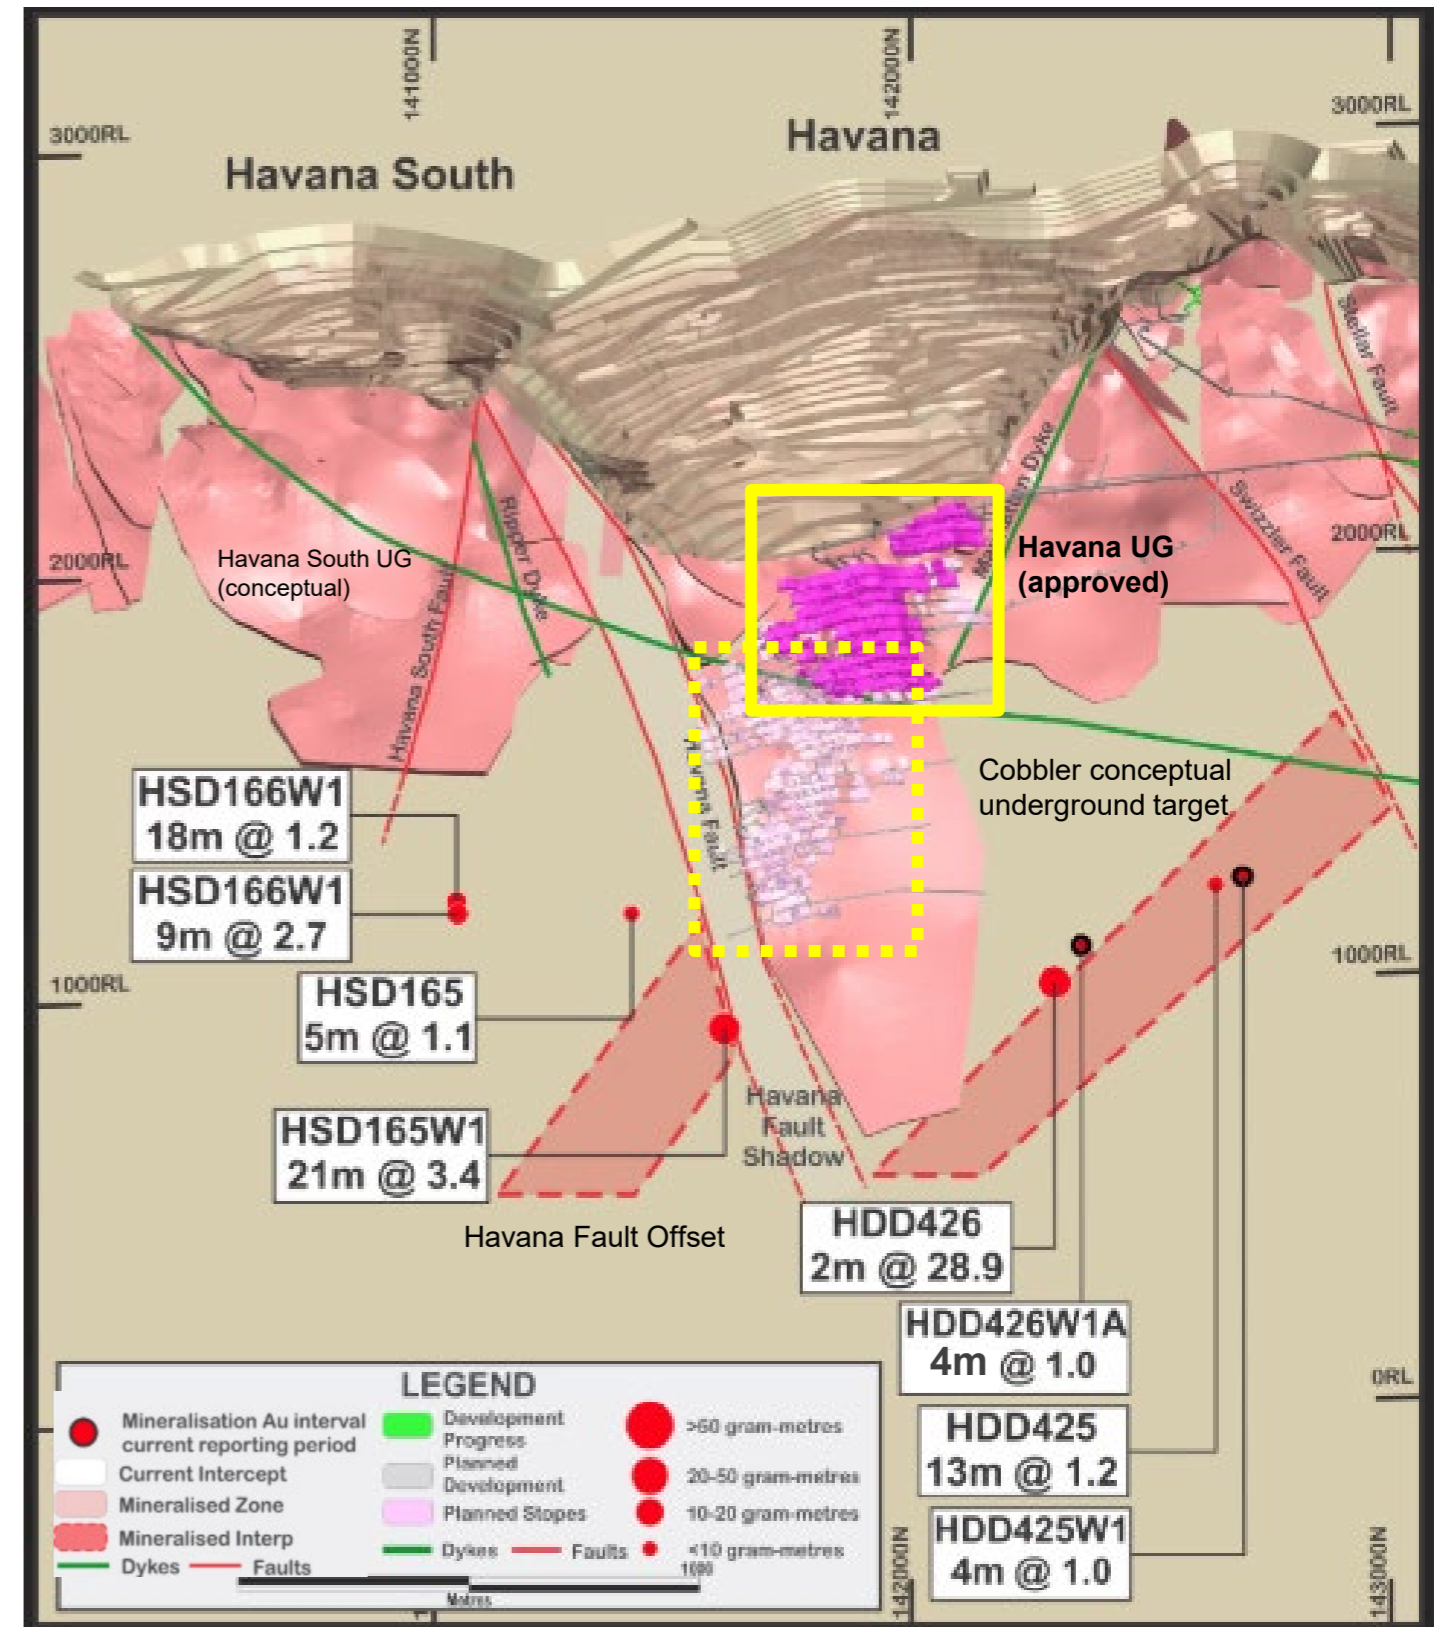 141000N
142000N
3000RL
3000RL
Havana
Havana South
Stellar Fault
Swizzler Fault
Ripper Dyke
2000RL
2000RL
Havana South UG
(conceptual)
Havana UG
(approved)
Havana South Fault
Havana Fault
Cobbler conceptual
underground target
HSD166W1
18m @ 1.2
HSD166W1
9m @ 2.7
1000RL
1000RL
HSD165
5m @ 1.1
HSD165W1
21m @ 3.4
Havana
Fault
Shadow
Havana Fault Offset
HDD426
2m @ 28.9
HDD426W1A
4m @ 1.0
0RL
HDD425
13m @ 1.2
HDD425W1
4m @ 1.0
LEGEND
Mineralisation Au interval
current reporting period
Current Intercept
Mineralised Zone
Mineralised Interp
Dykes
Faults
Development
Progress
Planned
Development
Planned Stopes
Dykes
Faults
>50 gram-metres
20-50 gram-metres
10-20 gram-metres
<10 gram-metres
1000
Metres
142000N
143000N